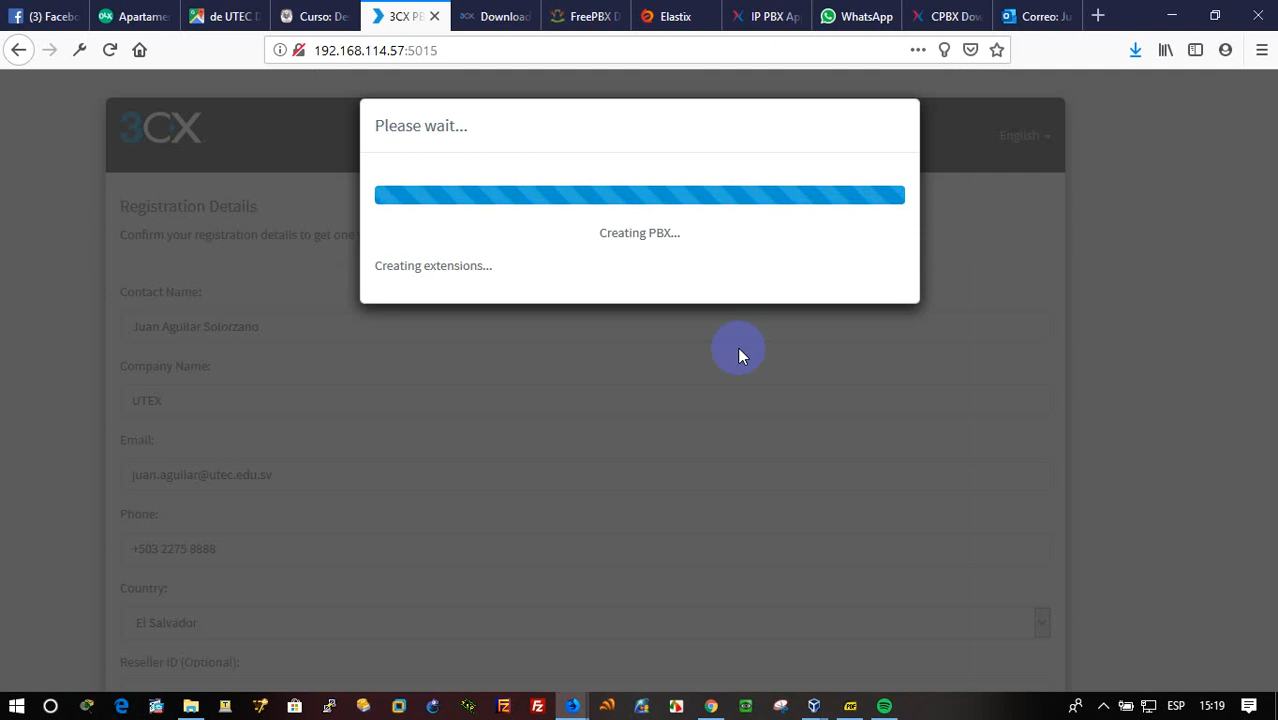 (3) Facebo
Apartamer
de UTEC D
Curso: De
3CX PB
Download
FreePBX D
Elastix
IP PBX Ap
WhatsApp
CPBX Dow
Correo: Ju
192.168.114.57:5015
3CX
English
Please wait...
Creating PBX...
Creating extensions...
Registration Details
Confirm your registration details to get one
Contact Name:
Juan Aguilar Solorzano
Company Name:
UTEX
Email:
juan.aguilar@utec.edu.sv
Phone:
+503 2275 8888
Country:
El Salvador
Reseller ID (Optional):
ESP
15:19